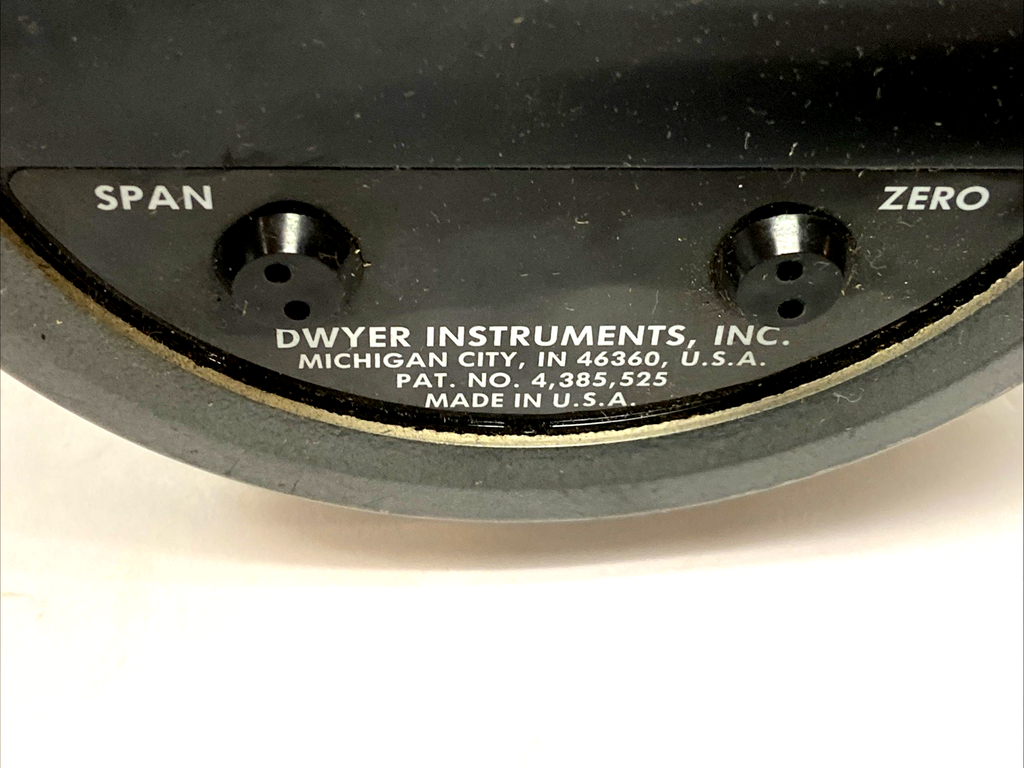 SPAN
ZERO
DWYER INSTRUMENTS, INC.
MICHIGAN CITY, IN 46360, U.S.A.
PAT. NO. 4,385,525
MADE IN U.S.A.